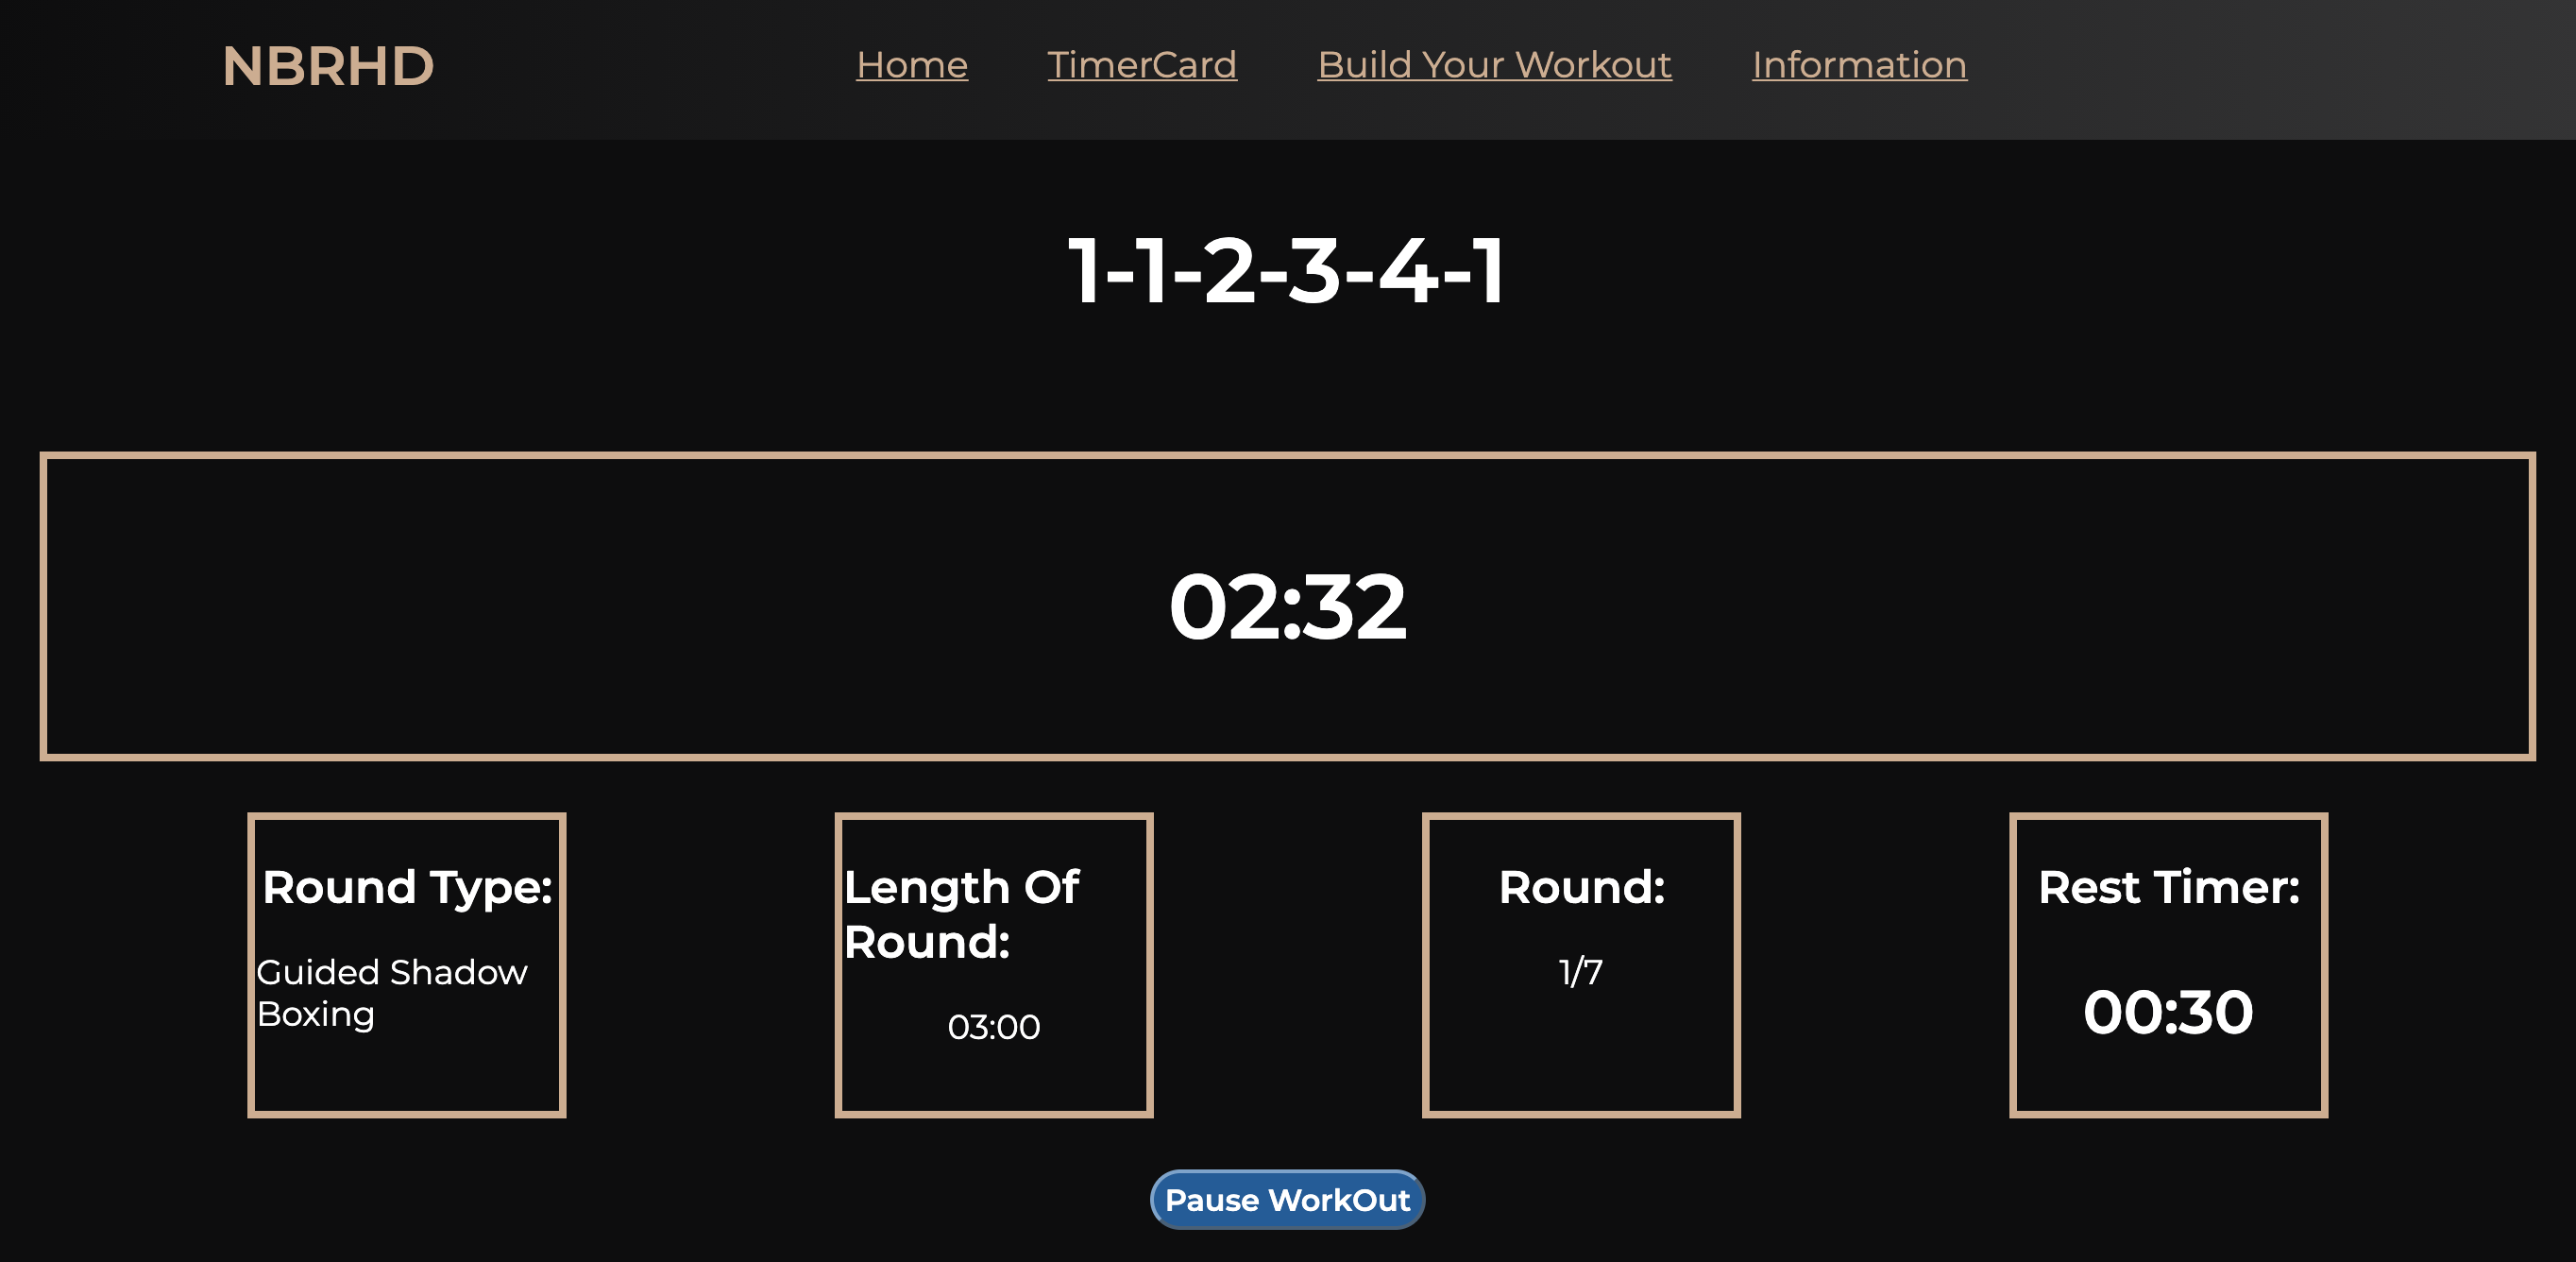 NBRHD
Home TimerCard Build Your Workout Information
1-1-2-3-4-1
02:32
Round Type:
Guided Shadow
Boxing
Length Of
Round:
03:00
Round:
1/7
Rest Timer:
00:30
Pause WorkOut